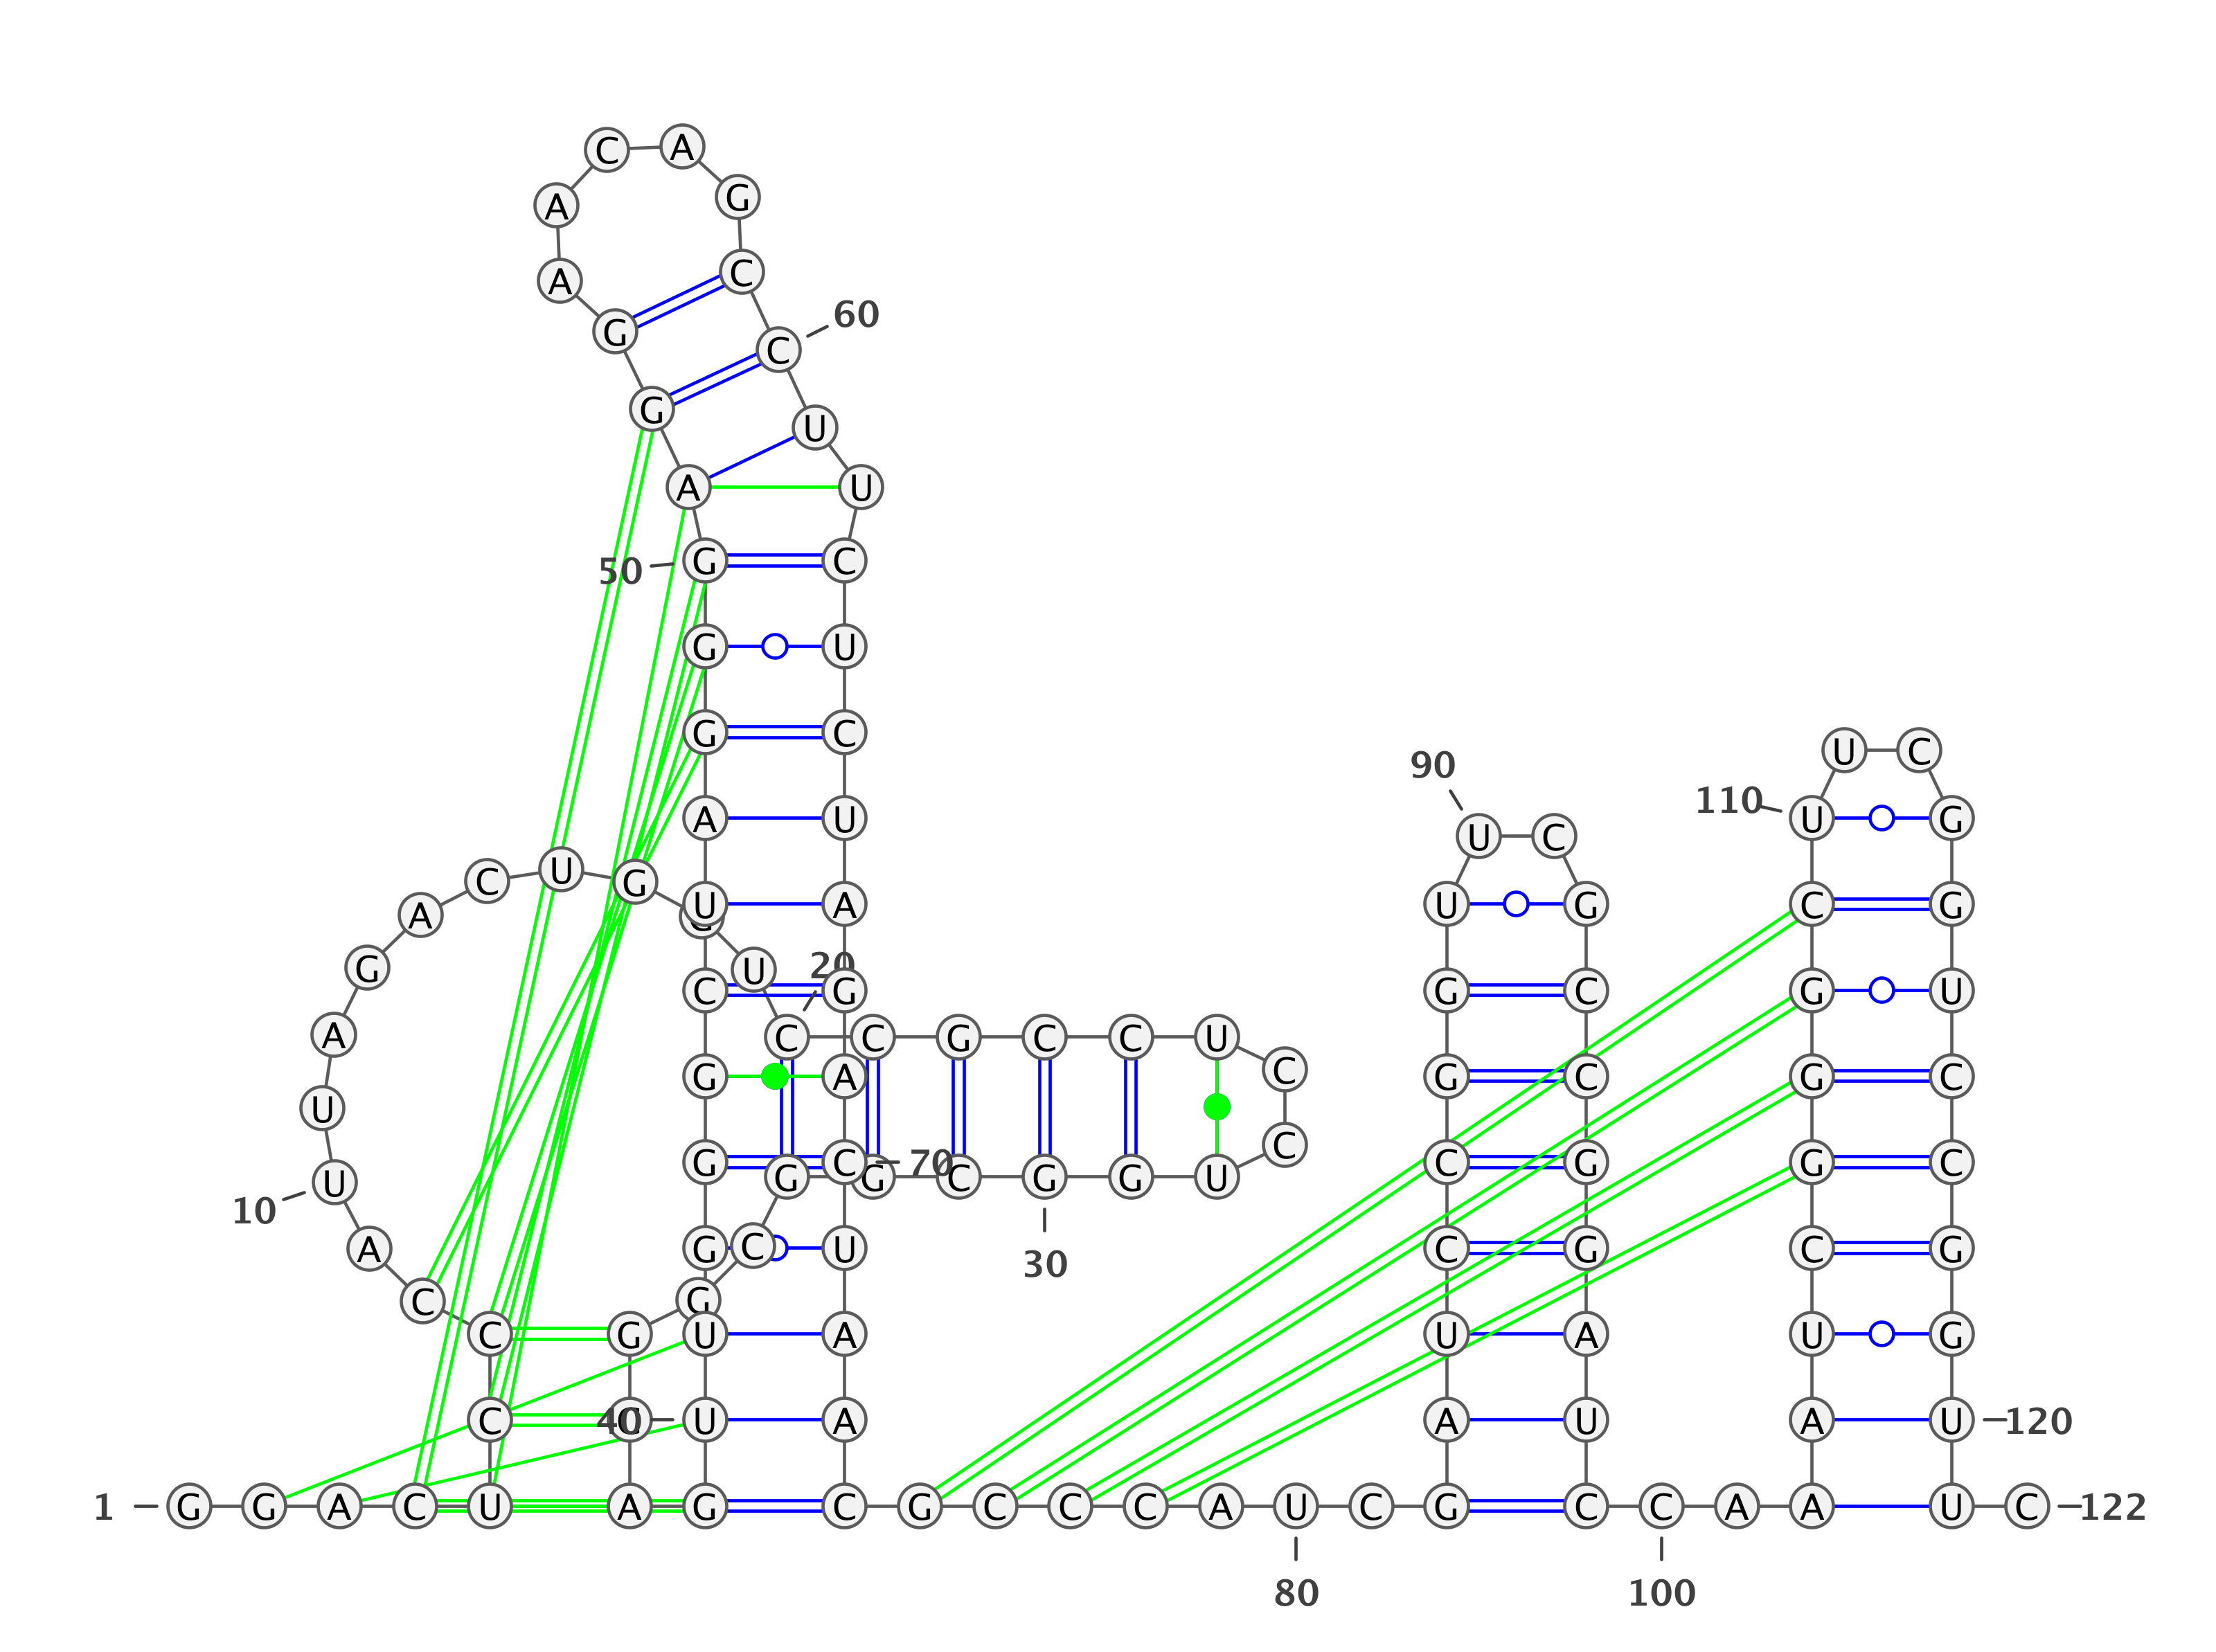 C A
A G
A C
60
G C
G U
A U
50 G C
G U
G C
U C
90
110
A U U G
U C
C U G
A U A U G C G
G U 20
C G G C G U
A C C G C C U
G A C G C G C
U
C
G C 70 C G G C
U G G C G G U
10
A G C U C G C G
30
C G
C G U A U A U G
C 40 C U A A U A U 120
1 G G A C U A G C G C C C A U C G C C A A U C 122
80 100